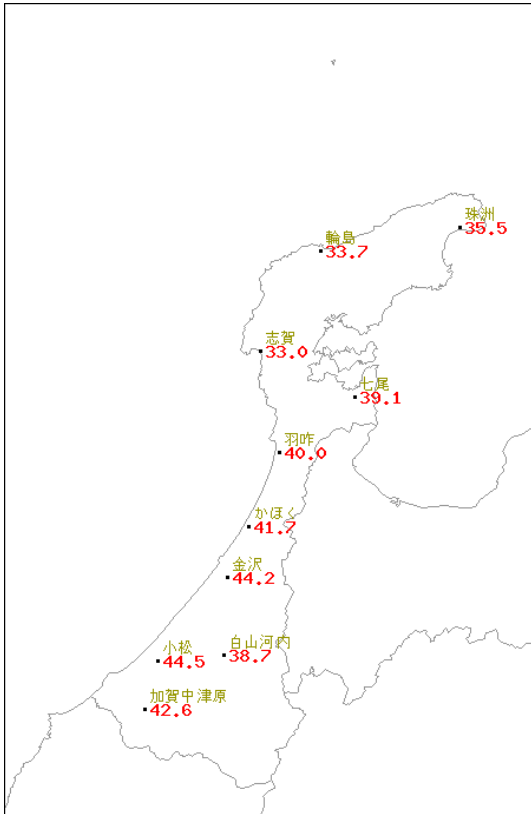 珠洲
35.5
輪島
33.7
志賀
33.0
七尾
39.1
羽咋
40.0
かほく
41.7
金沢
44.2
白山河内
38.7
小松
44.5
加賀中津原
42.6